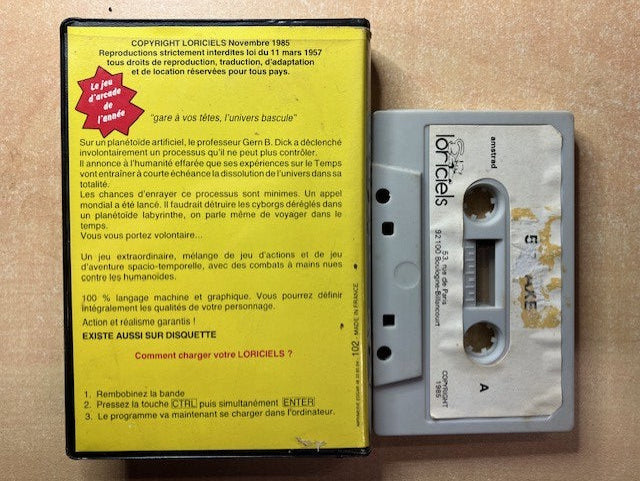 COPYRIGHT LORICIELS Novembre 1985
Reproductions strictement interdites loi du 11 mars 1957
tous droits de reproduction, traduction, d'adaptation
et de location réservées pour tous pays.
Le jeu
d'arcade
de
l'année
"gare à vos têtes, l'univers bascule"
Sur un planétoïde artificiel, le professeur Gern B. Dick a déclenché
involontairement un processus qu'il ne peut plus contrôler.
Il annonce à l'humanité effarée que ses expériences sur le Temps
vont entraîner à courte échéance la dissolution de l'univers dans sa
totalité.
Les chances d'enrayer ce processus sont minimes. Un appel
mondial a été lancé. Il faudrait détruire les cyborgs déréglés dans
un planétoïde labyrinthe, on parle même de voyager dans le
temps.
Vous vous portez volontaire...
Un jeu extraordinaire, mélange de jeu d'actions et de jeu
d'aventure spacio-temporelle, avec des combats à mains nues
contre les humanoïdes.
100 % langage machine et graphique. Vous pourrez définir
intégralement les qualités de votre personnage.
Action et réalisme garantis !
EXISTE AUSSI SUR DISQUETTE
Comment charger votre LORICIELS ?
1. Rembobinez la bande
2. Pressez la touche CTRL puis simultanément ENTER
3. Le programme va maintenant se charger dans l'ordinateur.
102 MADE IN FRANCE
amstrad
loriciels
53, rue de Paris
92100 Boulogne-Billancourt
A
COPYRIGHT
1985